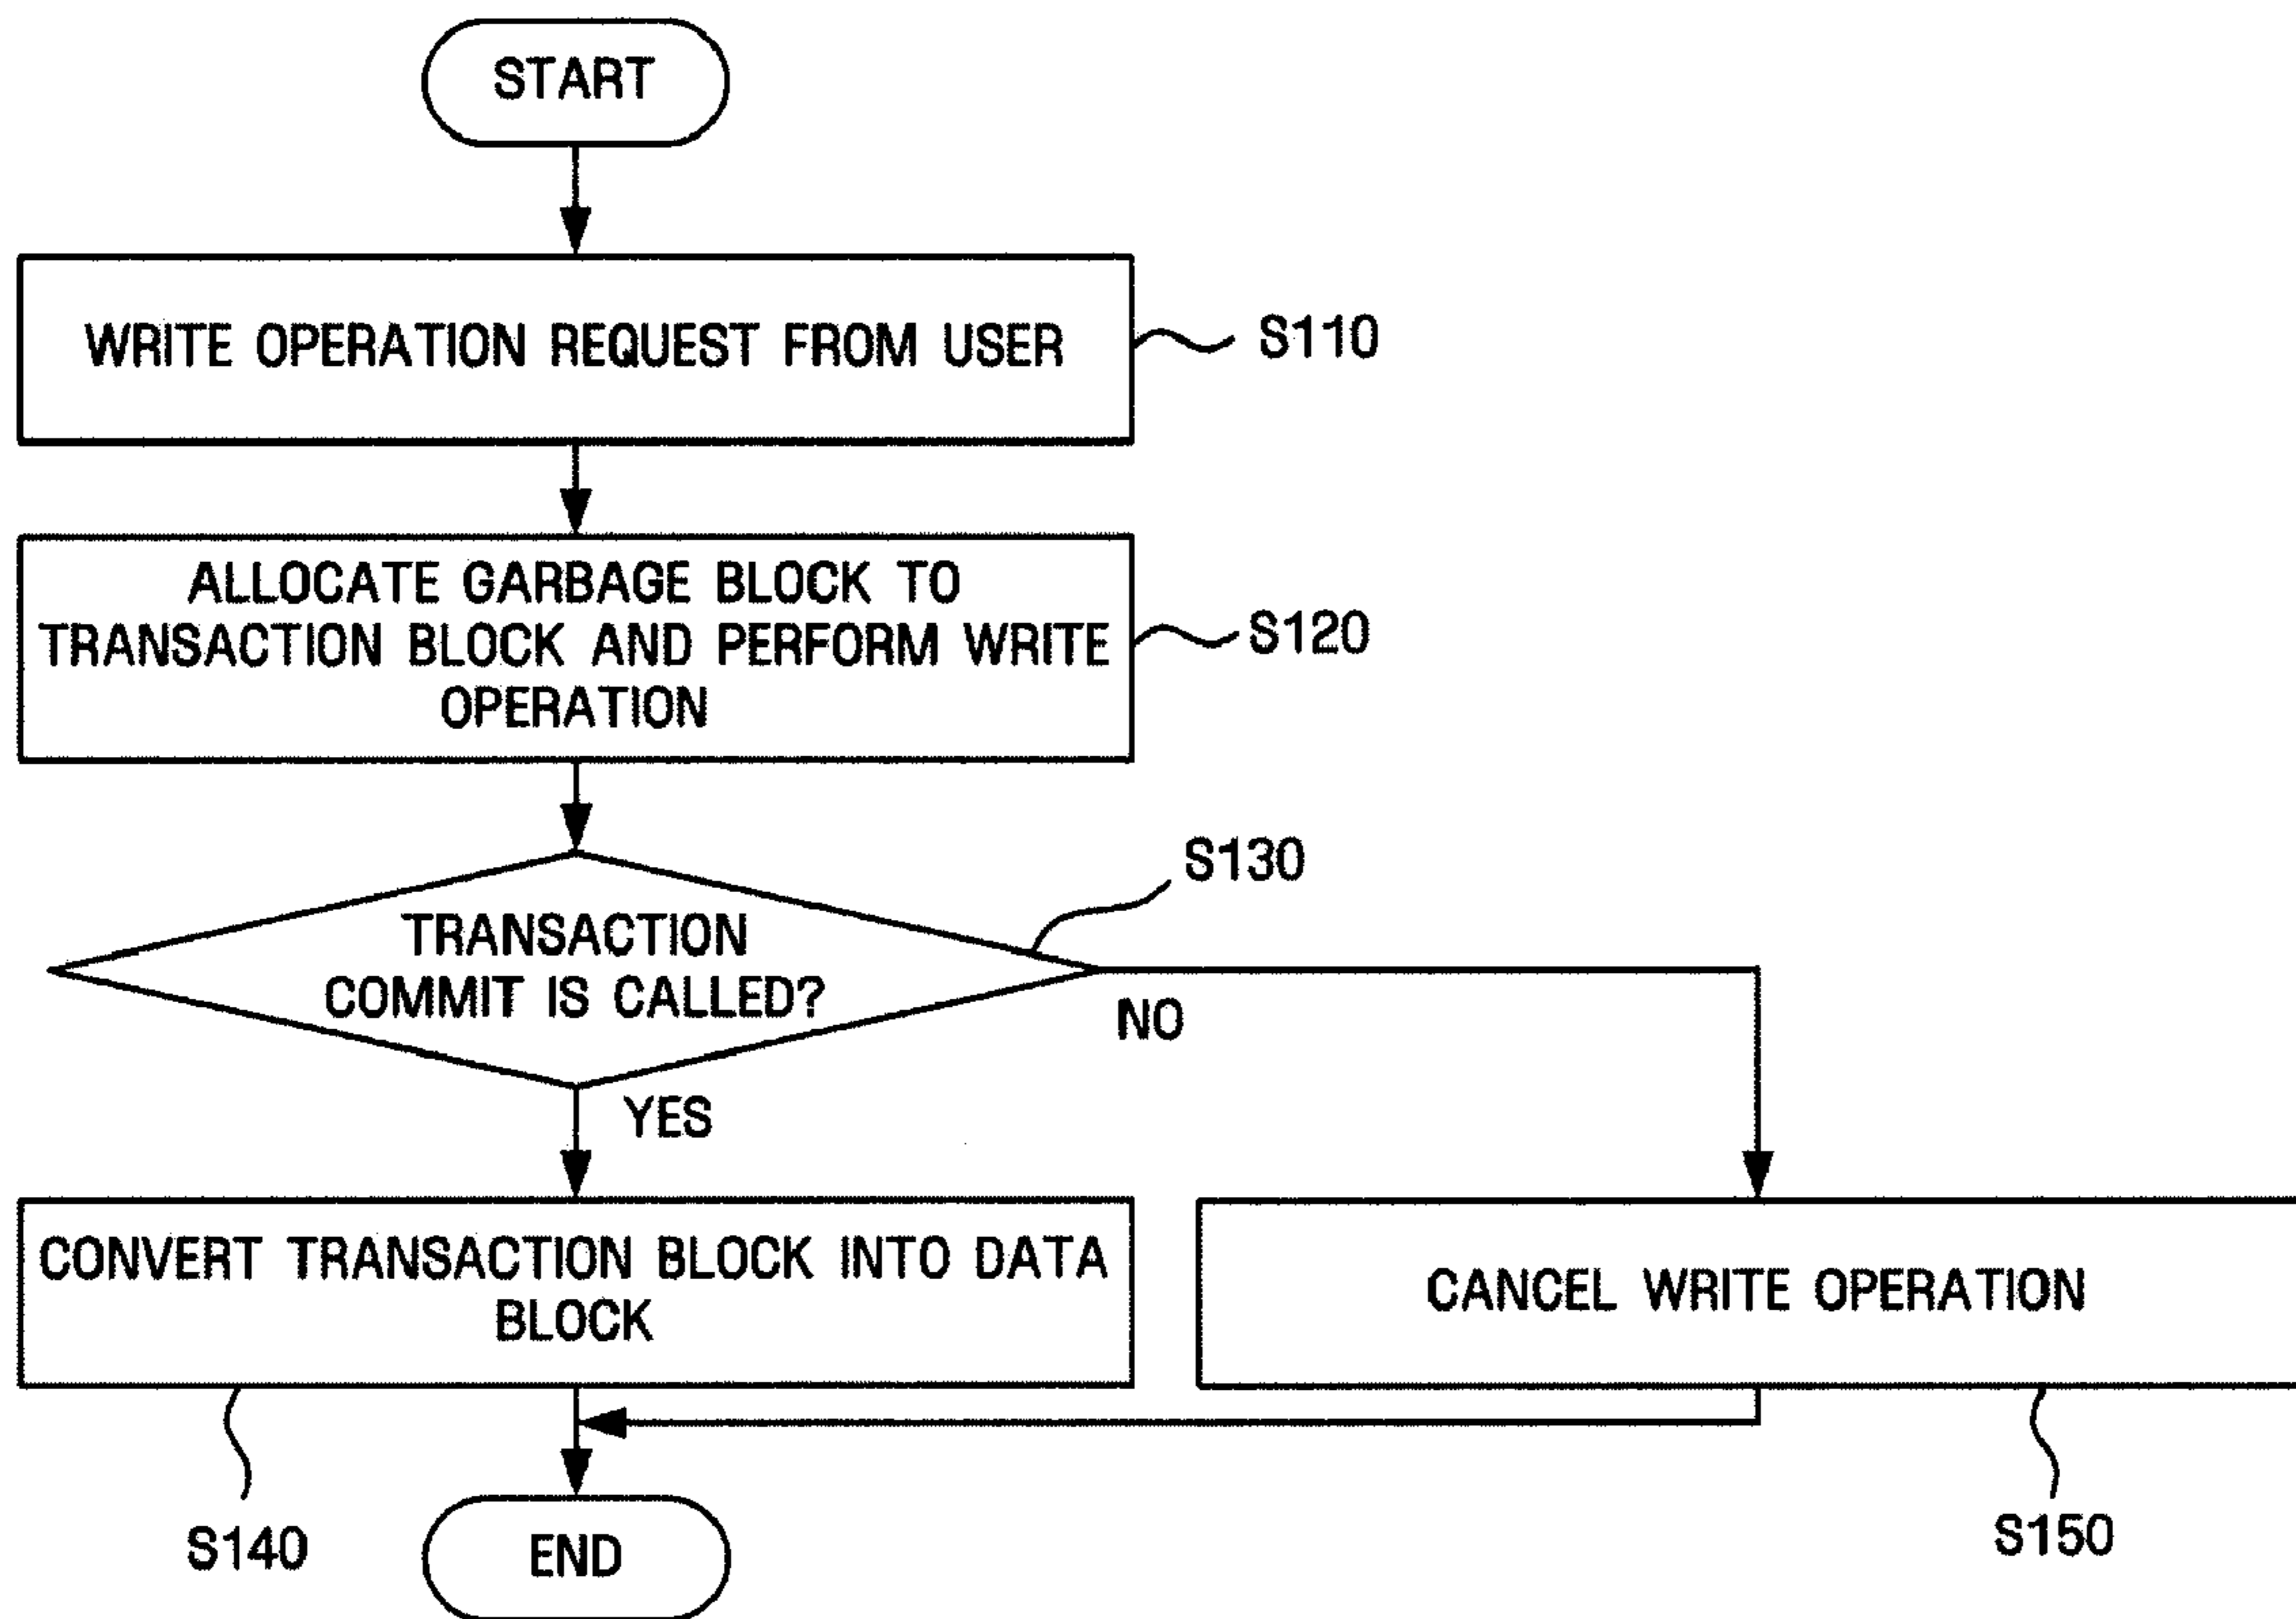 START
WRITE OPERATION REQUEST FROM USER
S110
ALLOCATE GARBAGE BLOCK TO
TRANSACTION BLOCK AND PERFORM WRITE
OPERATION
S120
S130
TRANSACTION
COMMIT IS CALLED?
NO
YES
CONVERT TRANSACTION BLOCK INTO DATA
BLOCK
CANCEL WRITE OPERATION
S140
END
S150